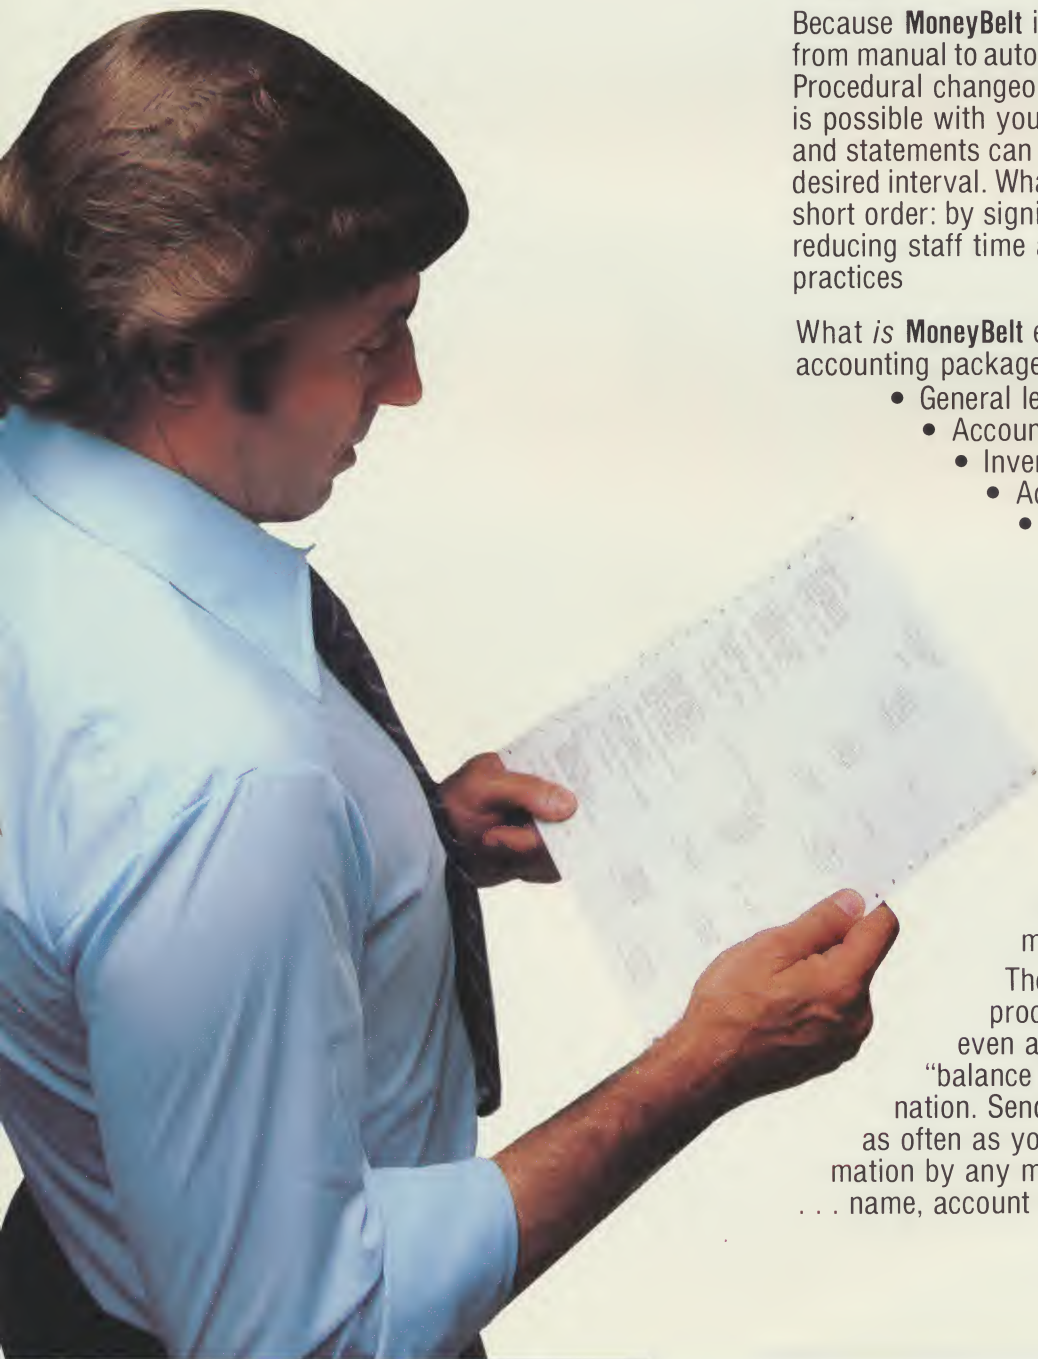 Because MoneyBelt i
from manual to auto
Procedural changeo
is possible with you
and statements can
desired interval. Wha
short order: by signi
reducing staff time a
practices
What is MoneyBelt e
accounting package
• General le
• Accoun
• Inver
• Ac
•
m
The
proc
even a
“balance
nation. Send
as often as yo
mation by any m
. . . name, account